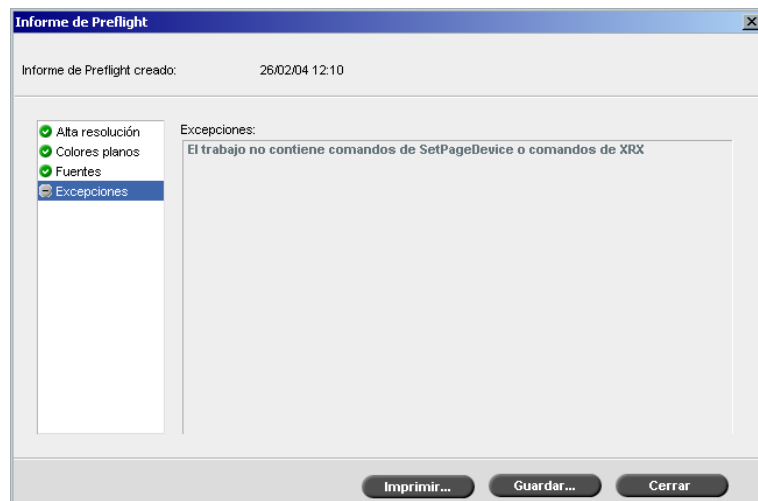 Informe de Preflight
Informe de Preflight creado: 26/02/04 12:10
Alta resolución
Colores planos
Fuentes
Excepciones
Excepciones:
El trabajo no contiene comandos de SetPageDevice o comandos de XRX
Imprimir... Guardar... Cerrar